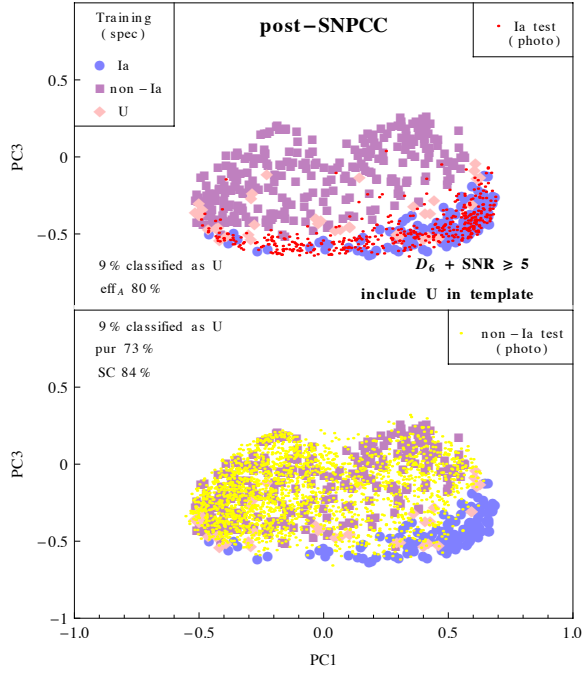 Training
( spec )
Ia
non – Ia
U
post–SNPCC
Ia test
( photo )
0.5
0
−0.5
PC3
9 % classified as U
eff_A 80 %
D_6 + SNR ⩾ 5
include U in template
9 % classified as U
pur 73 %
SC 84 %
non – Ia test
( photo )
0.5
0
−0.5
−1
PC3
−1.0
−0.5
0.0
0.5
1.0
PC1